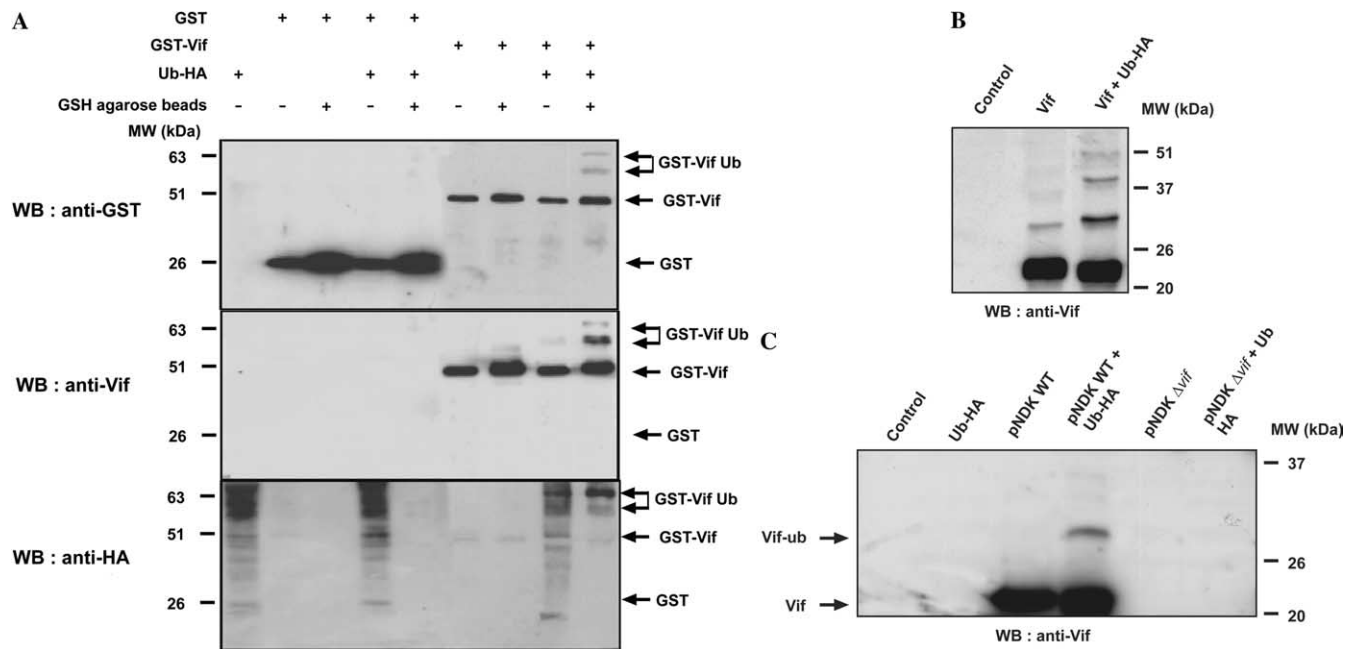 A
GST + + + +
GST-Vif + + + +
Ub-HA + + + + +
GSH agarose beads – – + – + – + – +
MW (kDa)
63
51
26
WB : anti-GST
GST-Vif Ub
GST-Vif
GST
63
51
26
WB : anti-Vif
GST-Vif Ub
GST-Vif
GST
63
51
26
WB : anti-HA
GST-Vif Ub
GST-Vif
GST
B
Control
Vif
Vif + Ub-HA
MW (kDa)
51
37
26
20
WB : anti-Vif
C
Control
Ub-HA
pNDK WT
pNDK WT +
Ub-HA
pNDK Δvif
pNDK Δvif + Ub
HA
MW (kDa)
37
26
20
Vif-ub
Vif
WB : anti-Vif